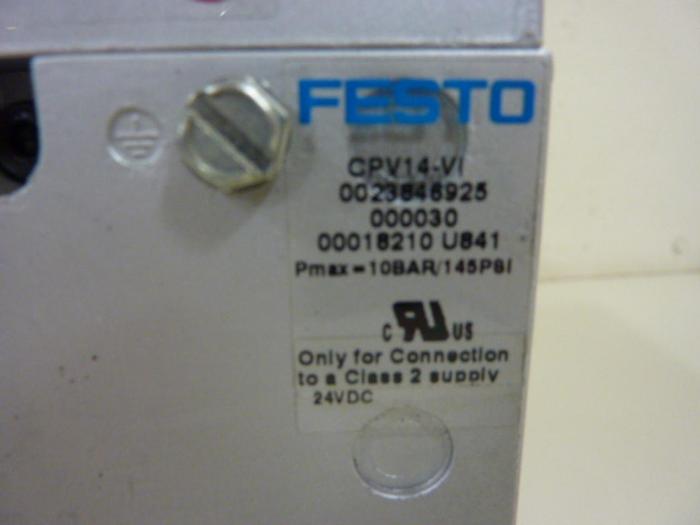 FESTO
CPV14-VI
0023846925
000030
00018210 U841
Pmax=10BAR/145PSI
C RU US
Only for Connection
to a Class 2 supply
24VDC